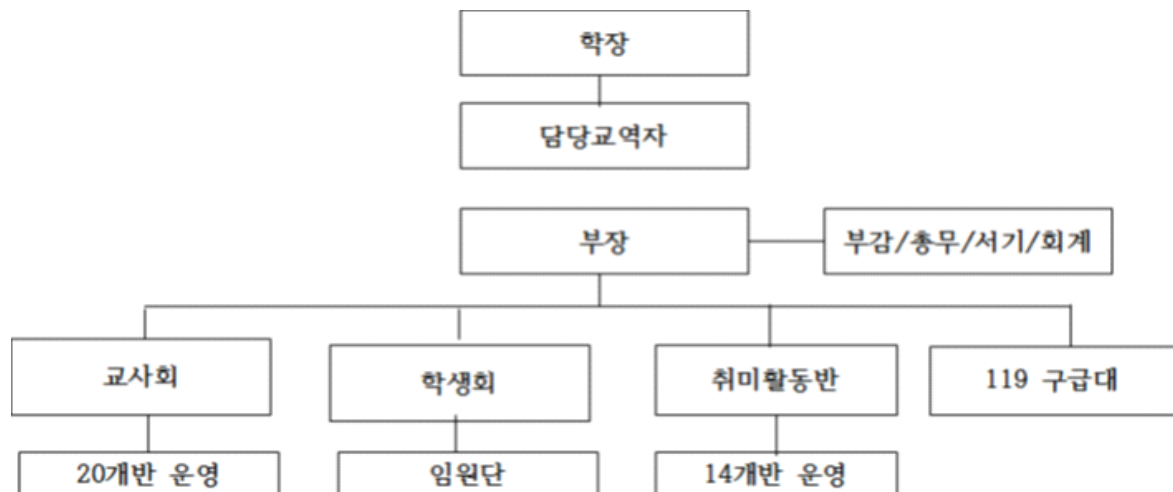 학장
담당교역자
부장
부감/총무/서기/회계
교사회
학생회
취미활동반
119 구급대
20개반 운영
임원단
14개반 운영